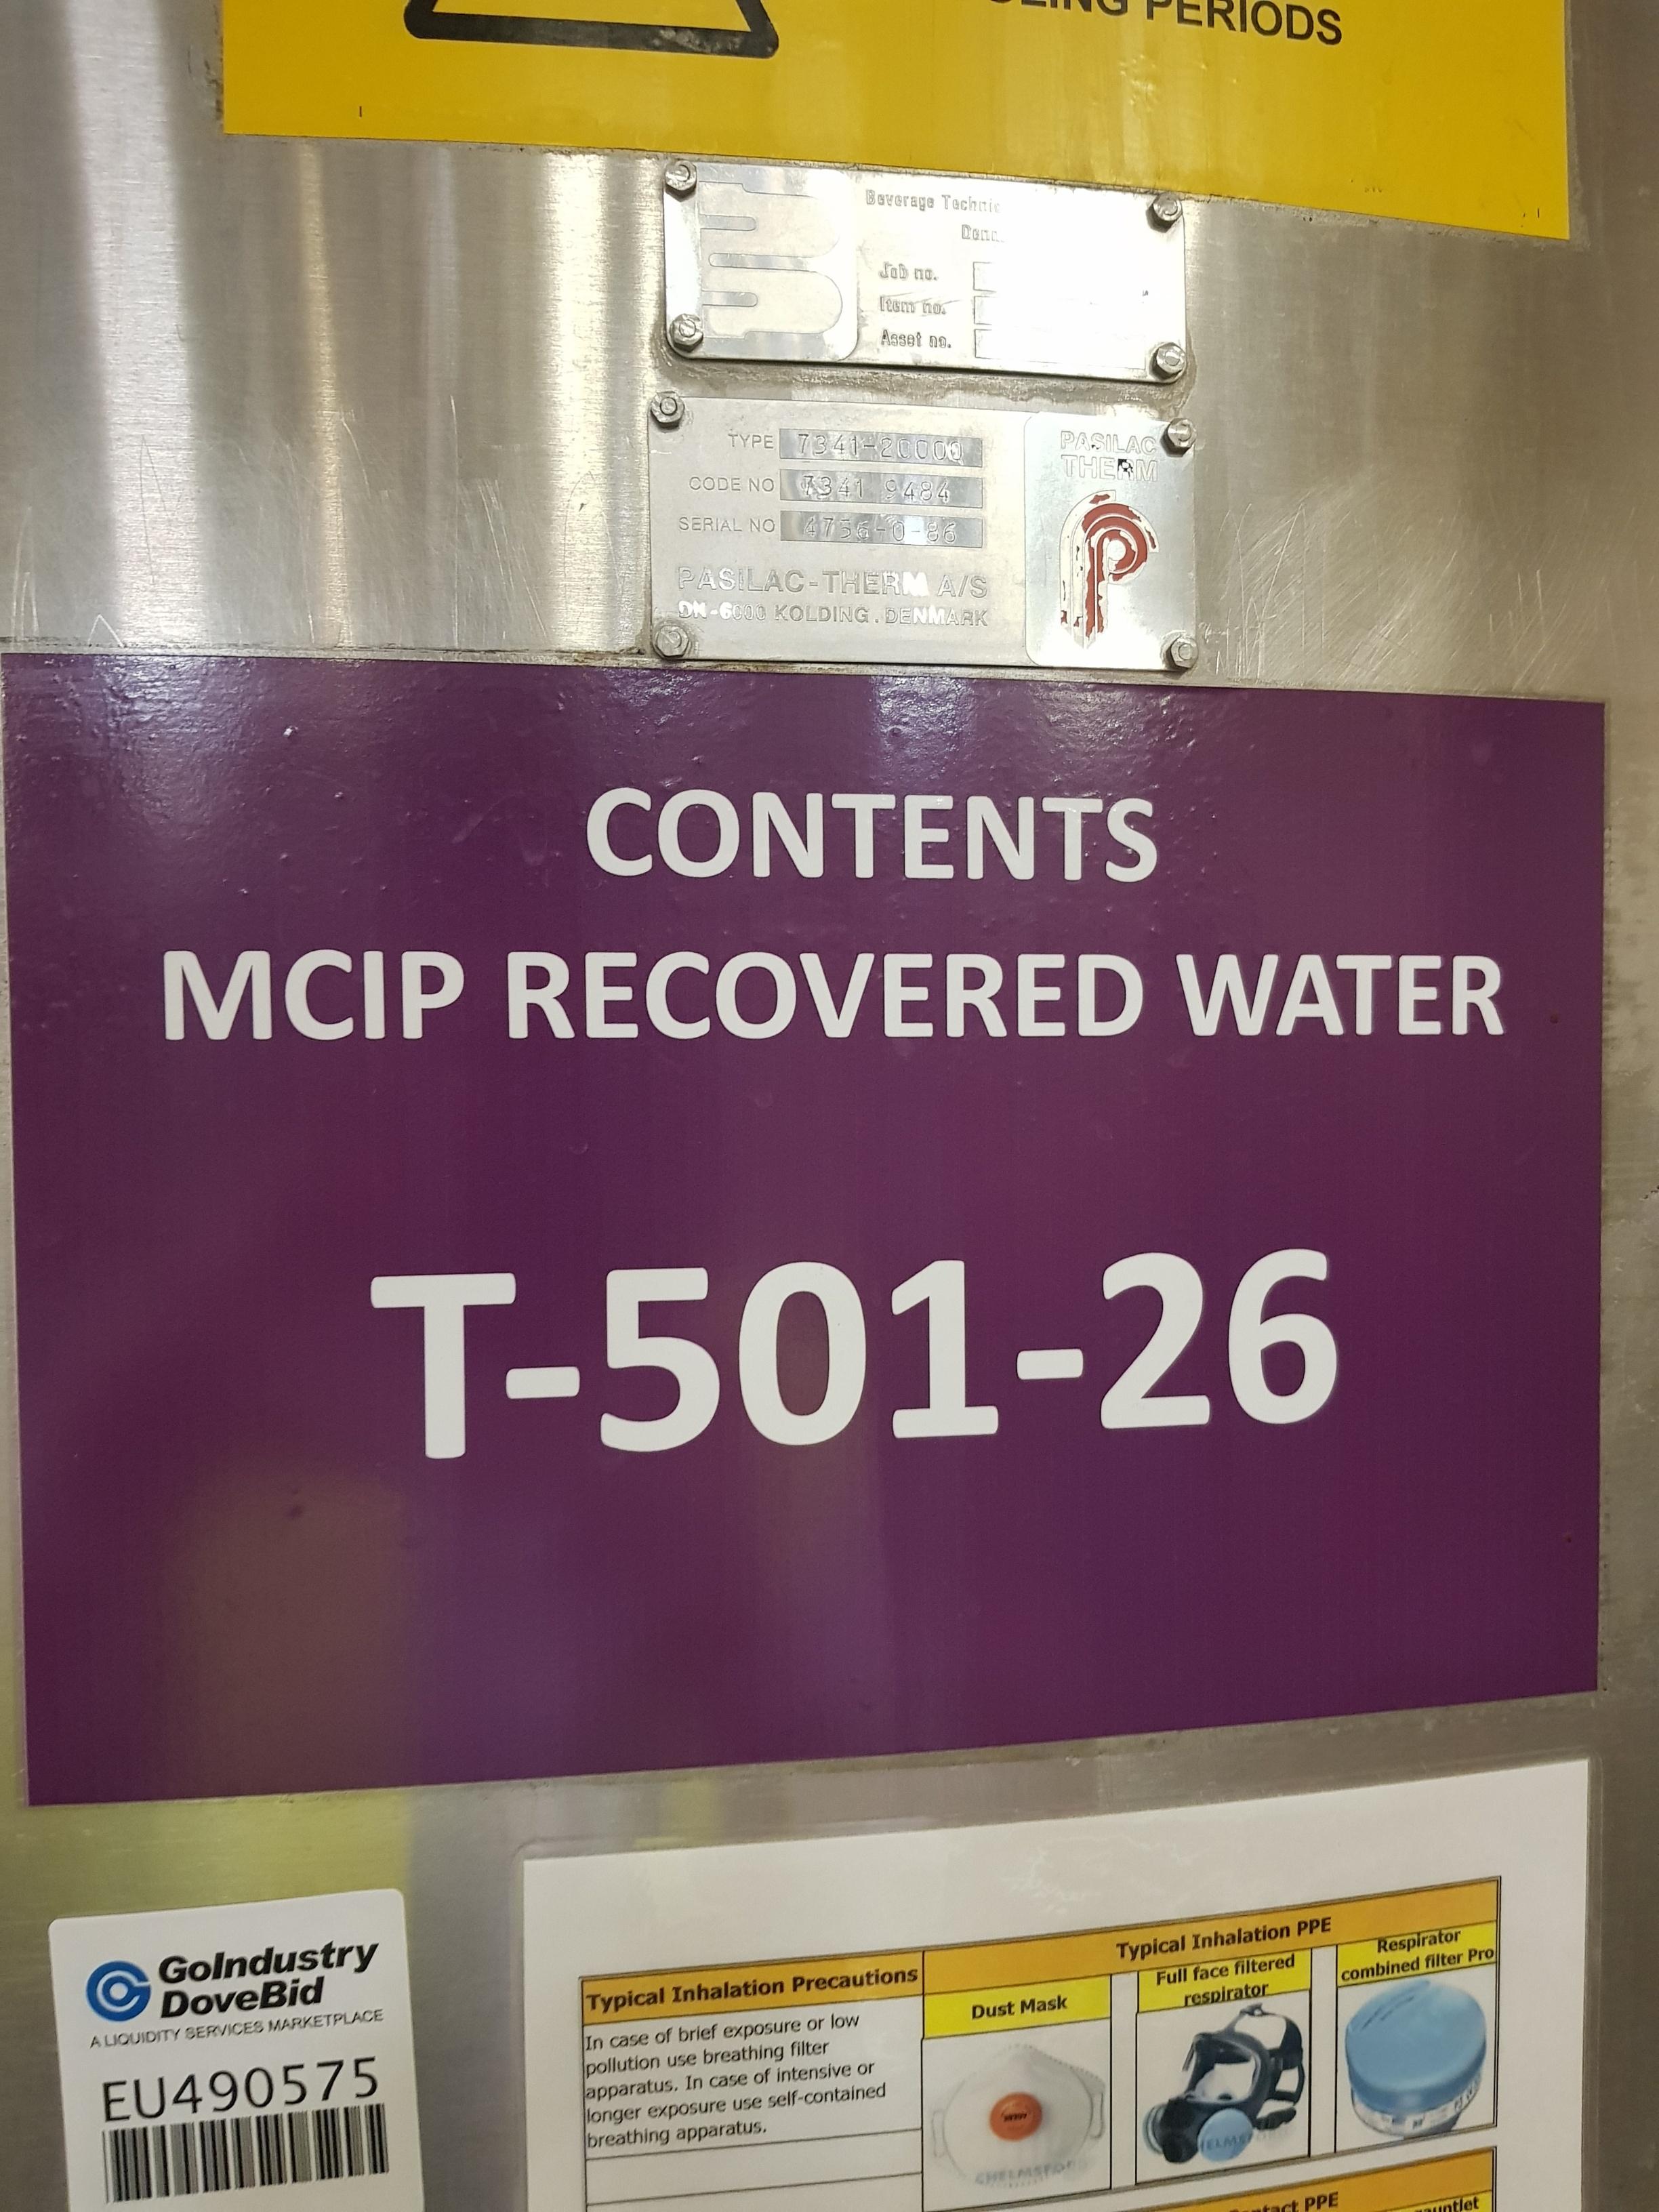 PERIODS
Beverage
Job no.
Item no.
Asset no.
TYPE 7341-20000
CODE NO 7341 9484
SERIAL NO 4756-0-86
PASILAC-THERM A/S
DK-6000 KOLDING. DENMARK
PASILAC
THERM
CONTENTS
MCIP RECOVERED WATER
T-501-26
GoIndustry
DoveBid
A LIQUIDITY SERVICES MARKETPLACE
EU490575
Typical Inhalation Precautions
In case of brief exposure or low
pollution use breathing filter
apparatus. In case of intensive or
longer exposure use self-contained
breathing apparatus.
Typical Inhalation PPE
Dust Mask
Full face filtered
respirator
Respirator
combined filter Pro
PPE